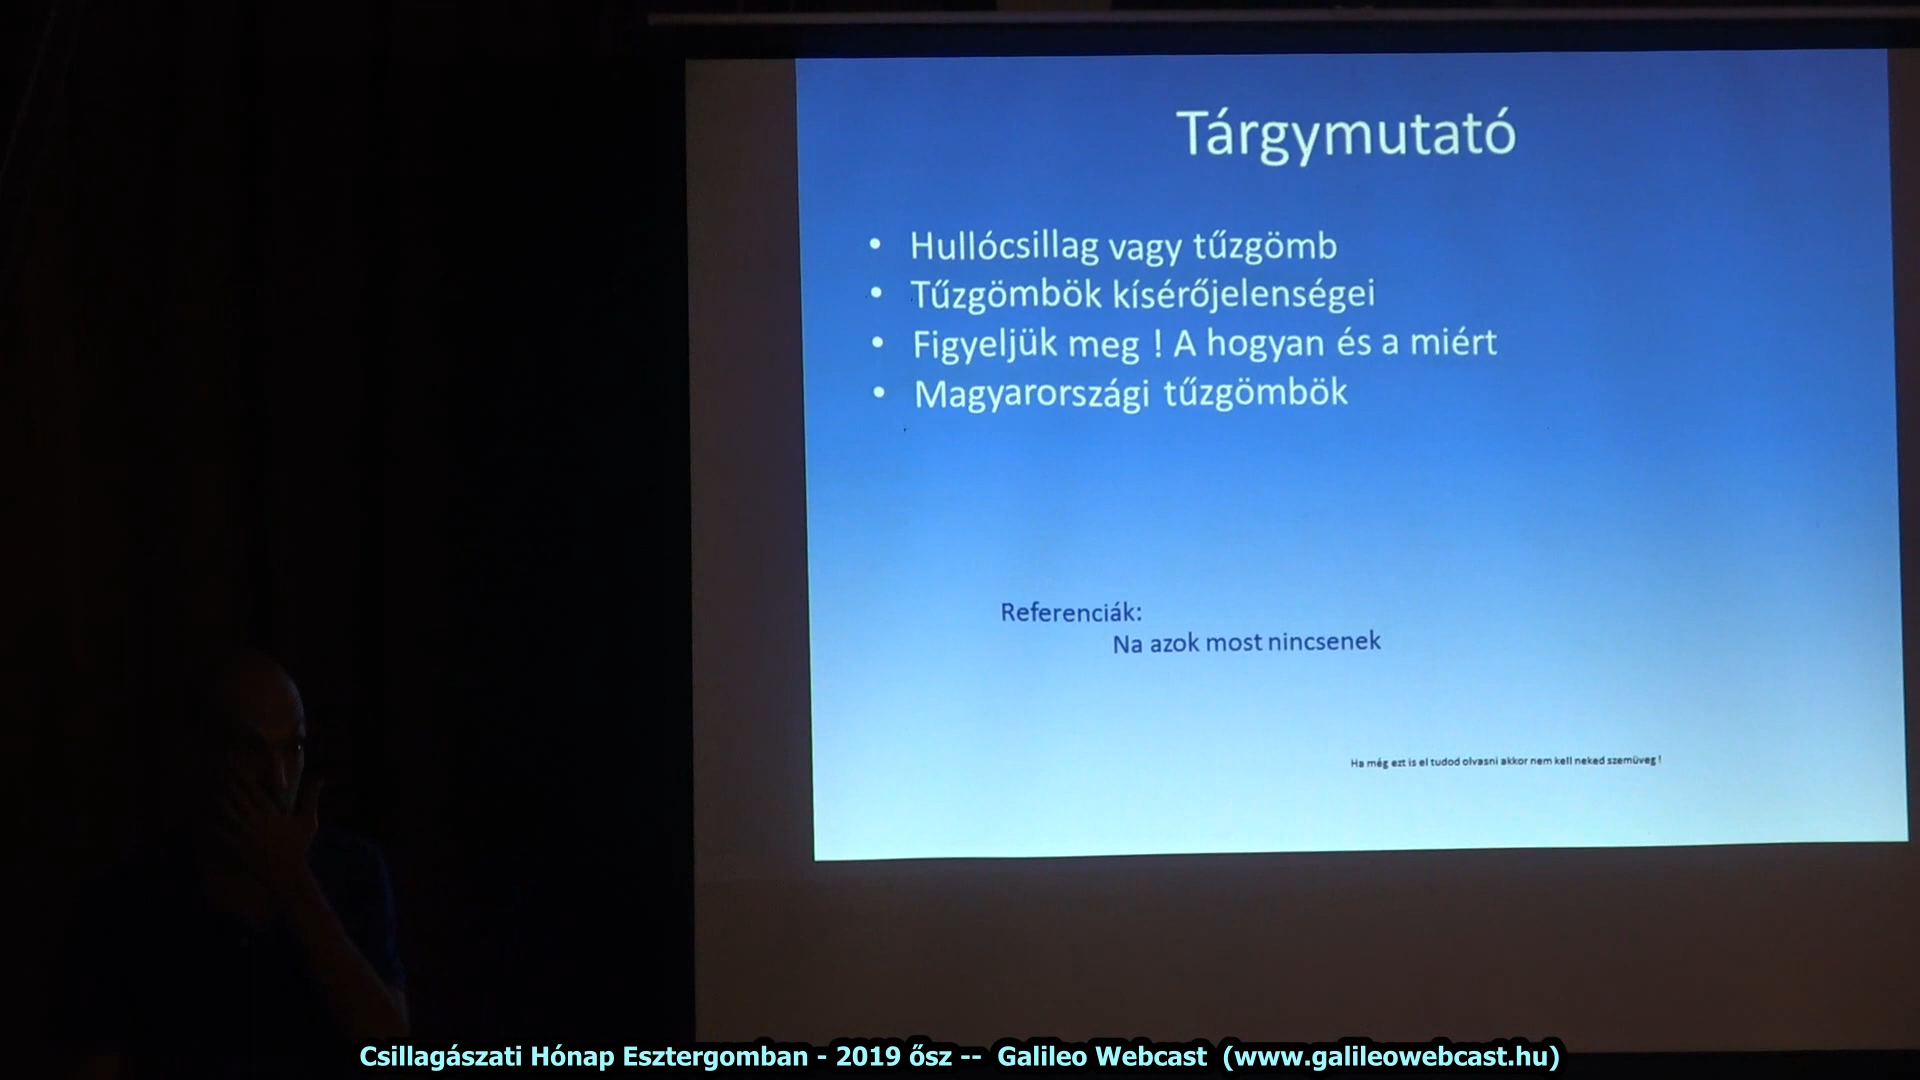 Tárgymutató
• Hullócsillag vagy tűzgömb
• Tűzgömbök kísérőjelenségei
• Figyeljük meg ! A hogyan és a miért
• Magyarországi tűzgömbök
Referenciák:
Na azok most nincsenek
Ha még ezt is el tudod olvasni akkor nem kell neked szemüveg !
Csillagászati Hónap Esztergomban - 2019 ősz -- Galileo Webcast (www.galileowebcast.hu)